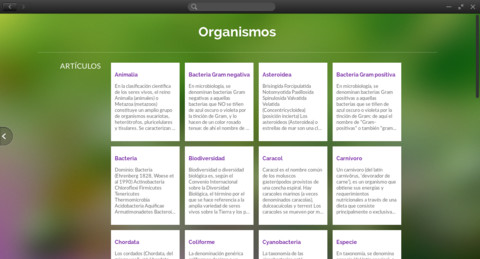 Organismos
ARTÍCULOS
Animalia
En la clasificación científica
de los seres vivos, el reino
Animalia (animales) o
Metazoa (metazoos)
constituye un amplio grupo
de organismos eucariotas,
heterótrofos, pluricelulares
y tisulares. Se caracterizan ...
Bacteria Gram negativa
En microbiología, se
denominan bacterias Gram
negativas a aquellas
bacterias que NO se tiñen
de azul oscuro o violeta por
la tinción de Gram, y lo
hacen de un color rosado
tenue: de ahí el nombre de ...
Asteroidea
Brisingida Forcipulatida
Notomyotida Paxillosida
Spinulosida Valvatida
Velatida
(Concentricycloidea)
(posición incierta) Los
asteroideos (Asteroidea) o
estrellas de mar son una cl...
Bacteria Gram positiva
En microbiología, se
denominan bacterias Gram
positivas a aquellas
bacterias que se tiñen de
azul oscuro o violeta por la
tinción de Gram: de aquí el
nombre de "Gram-
positivas" o también "gram...
Bacteria
Dominio: Bacteria
(Ehrenberg 1828, Woese et
al 1990) Actinobacteria
Chloroflexi Firmicutes
Tenericutes
Thermomicrobia
Acidobacteria Aquificae
Armatimonadetes Bacteroi...
Biodiversidad
Biodiversidad o diversidad
biológica es, según el
Convenio Internacional
sobre la Diversidad
Biológica, el término por el
que se hace referencia a la
amplia variedad de seres
vivos sobre la Tierra y los p...
Caracol
Caracol es el nombre común
de los moluscos
gasterópodos provistos de
una concha espiral. Hay
caracoles marinos (a veces
denominados caracolas),
dulceacuícolas y terrestres. Los
caracoles se mueven por m...
Carnívoro
Un carnívoro (del latín
carnivorus, 'devorador de
carne'), es un organismo que
obtiene sus energías y
requerimientos
nutricionales a través de una
dieta que consiste
principalmente o exclusiva...
Chordata
Los cordados (Chordata, del
Coliforme
La denominación genérica
Cyanobacteria
La taxonomía de las
Especie
En taxonomía, se denomina